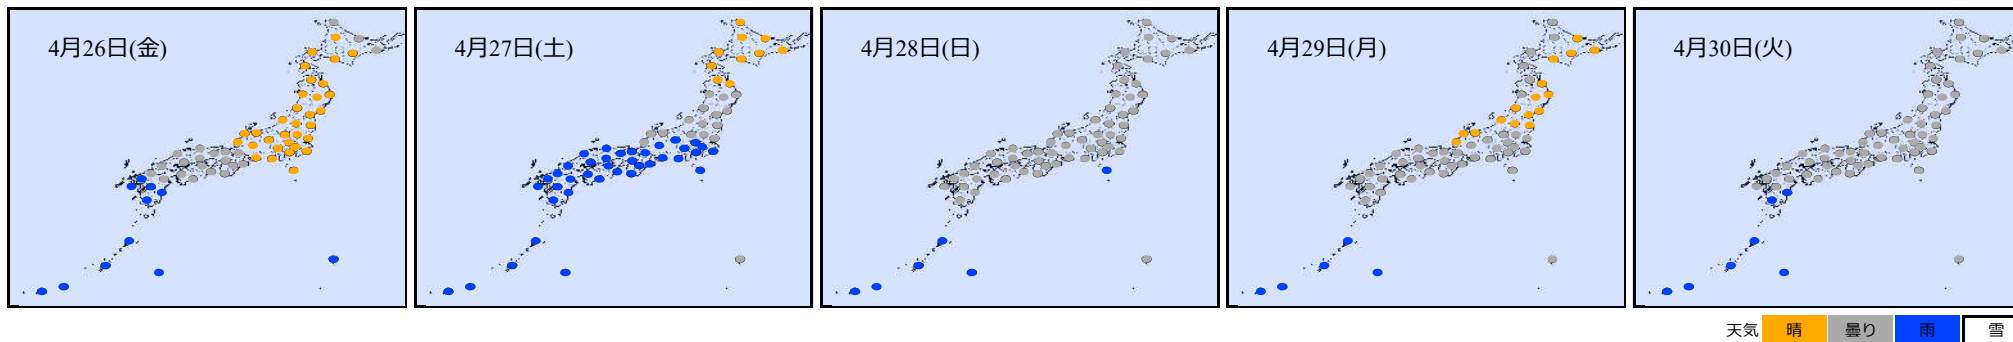 4月26日(金)
4月27日(土)
4月28日(日)
4月29日(月)
4月30日(火)
天気 晴 曇り 雨 雪